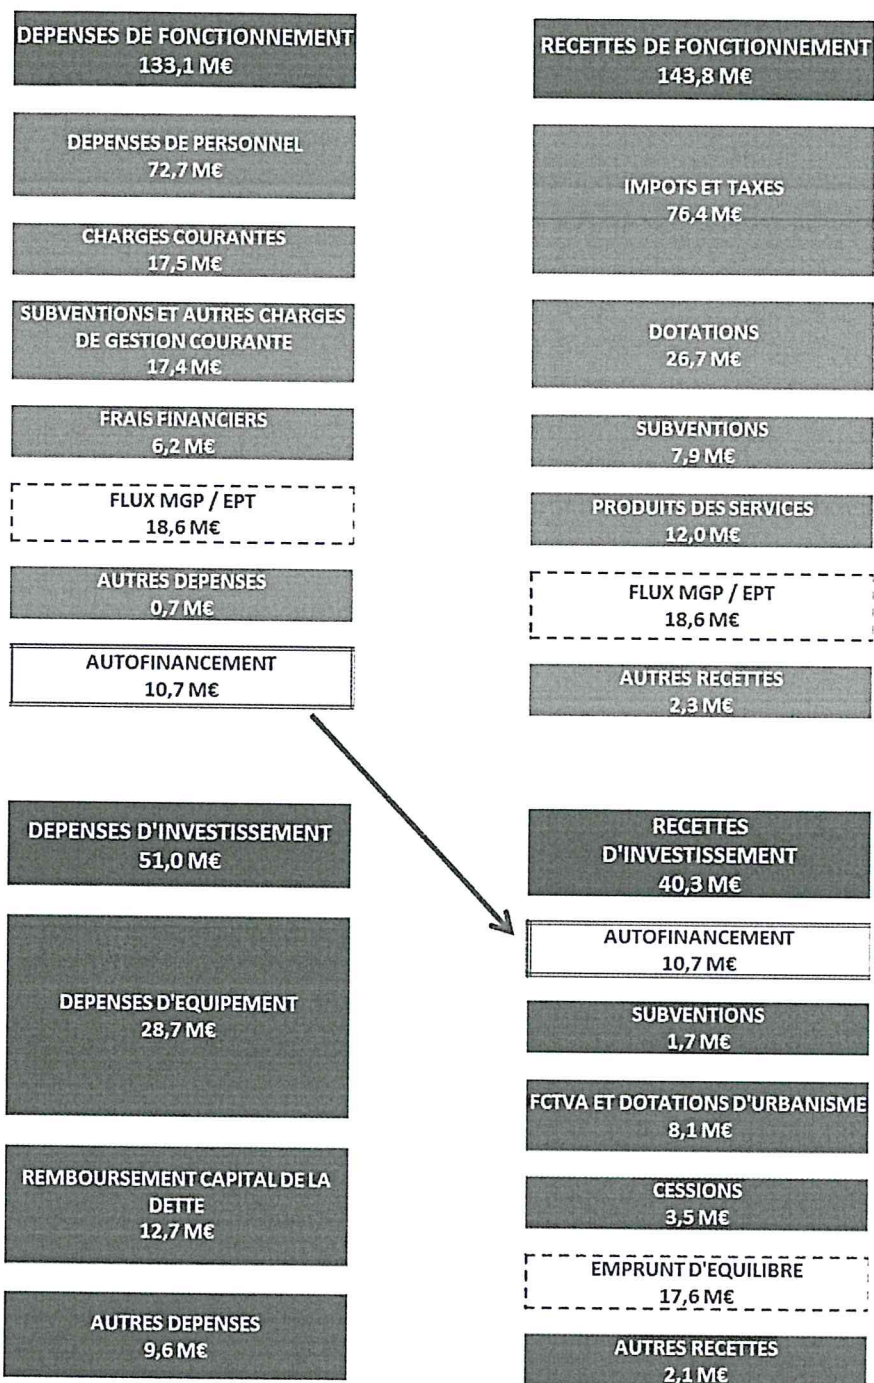 DEPENSES DE FONCTIONNEMENT
133,1 M€
DEPENSES DE PERSONNEL
72,7 M€
CHARGES COURANTES
17,5 M€
SUBVENTIONS ET AUTRES CHARGES
DE GESTION COURANTE
17,4 M€
FRAIS FINANCIERS
6,2 M€
FLUX MGP / EPT
18,6 M€
AUTRES DEPENSES
0,7 M€
AUTOFINANCEMENT
10,7 M€
RECETTES DE FONCTIONNEMENT
143,8 M€
IMPOTS ET TAXES
76,4 M€
DOTATIONS
26,7 M€
SUBVENTIONS
7,9 M€
PRODUITS DES SERVICES
12,0 M€
FLUX MGP / EPT
18,6 M€
AUTRES RECETTES
2,3 M€
DEPENSES D'INVESTISSEMENT
51,0 M€
DEPENSES D'EQUIPEMENT
28,7 M€
REMBOURSEMENT CAPITAL DE LA
DETTE
12,7 M€
AUTRES DEPENSES
9,6 M€
RECETTES
D'INVESTISSEMENT
40,3 M€
AUTOFINANCEMENT
10,7 M€
SUBVENTIONS
1,7 M€
FCTVA ET DOTATIONS D'URBANISME
8,1 M€
CESSIONS
3,5 M€
EMPRUNT D'EQUILIBRE
17,6 M€
AUTRES RECETTES
2,1 M€